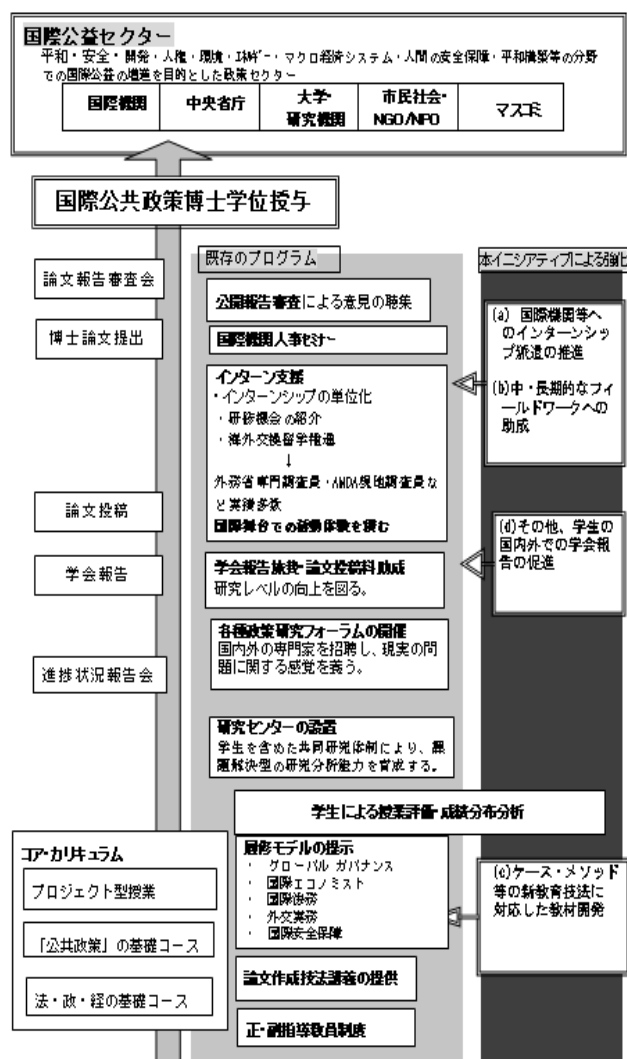 国際公益セクター
平和・安全・開発・人権・環境・エネルギー・マクロ経済システム・人間の安全保障・平和構築等の分野
での国際公益の増進を目的とした政策セクター
国際機関
中央省庁
大学・
研究機関
市民社会・
NGO/NPO
マスコミ
国際公共政策博士学位授与
論文報告審査会
博士論文提出
論文投稿
学会報告
進捗状況報告会
既存のプログラム
公開報告審査による意見の聴集
国際機関人事セミナー
インターン支援
・インターンシップの単位化
・研修機会の紹介
・海外交換留学推進
↓
外務省専門調査員・AMDA現地調査員な
ど実績多数
国際舞台での活動体験を積む
学会報告旅費・論文投稿料助成
研究レベルの向上を図る。
各種政策研究フォーラムの開催
国内外の専門家を招聘し、現実の問
題に関する感覚を養う。
研究センターの設置
学生を含めた共同研究体制により、課
題解決型の研究分析能力を育成する。
学生による授業評価・成績分布分析
履修モデルの提示
・ グローバル ガバナンス
・ 国際エコノミスト
・ 国際法務
・ 外交業務
・ 国際安全保障
論文作成技法講義の提供
正・副指導教員制度
本イニシアティブによる強化
(a) 国際機関等へ
のインターンシッ
プ派遣の推進
(b)中・長期的なフィ
ールドワークへの
助成
(d)その他、学生の
国内外での学会報
告の促進
(c)ケース・メソッド
等の新教育技法に
対応した教材開発
コア・カリキュラム
プロジェクト型授業
「公共政策」の基礎コース
法・政・経の基礎コース